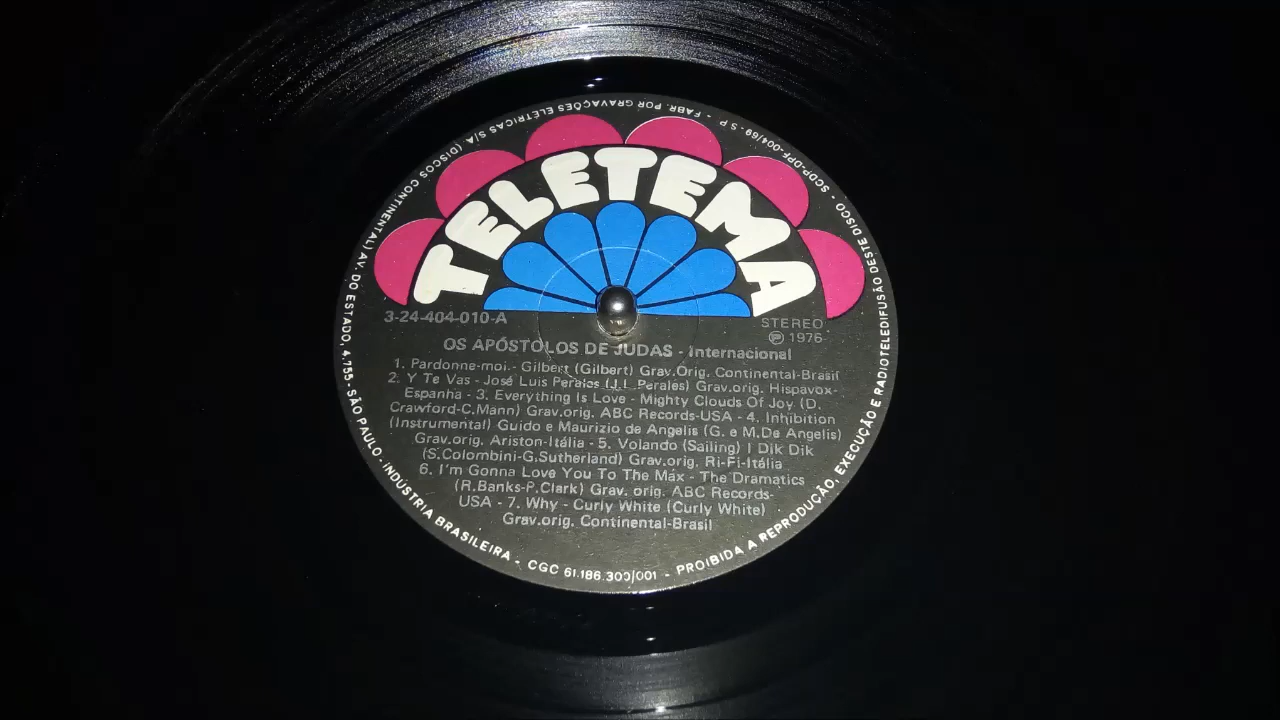 TELETEMA
3-24-404-010-A
STEREO
Ⓟ 1976
OS APÓSTOLOS DE JUDAS - Internacional
1. Pardonne-moi - Gilbert (Gilbert) Grav.Orig. Continental-Brasil
2. Y Te Vas - José Luis Perales (J.L. Perales) Grav.orig. Hispavox-
Espanha - 3. Everything Is Love - Mighty Clouds Of Joy (D.
Crawford-C.Mann) Grav.orig. ABC Records-USA - 4. Inhibition
(Instrumental) Guido e Maurizio de Angelis (G. e M.De Angelis)
Grav.orig. Ariston-Itália - 5. Volando (Sailing) I Dik Dik
(S.Colombini-G.Sutherland) Grav.orig. Ri-Fi-Itália
6. I'm Gonna Love You To The Max - The Dramatics
(R.Banks-P.Clark) Grav. orig. ABC Records-
USA - 7. Why - Curly White (Curly White)
Grav.orig. Continental-Brasil
FABR. POR GRAVAÇÕES ELÉTRICAS S/A (DISCOS CONTINENTAL) AV. DO ESTADO, 4.755 - SÃO PAULO - INDÚSTRIA BRASILEIRA - CGC 61.186.300/001 - PROIBIDA A REPRODUÇÃO, EXECUÇÃO E RADIOTELEDIFUSÃO DESTE DISCO - SCDP-DPF-004/69 - S P -